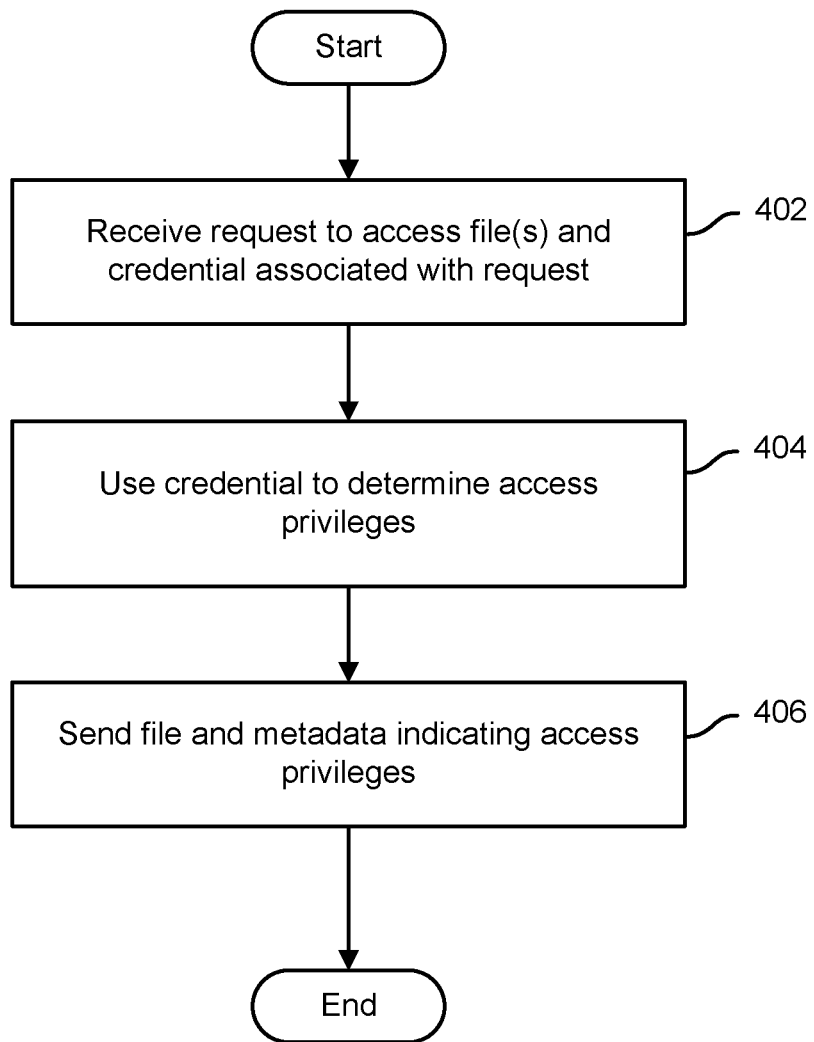 Start
Receive request to access file(s) and
credential associated with request
402
Use credential to determine access
privileges
404
Send file and metadata indicating access
privileges
406
End